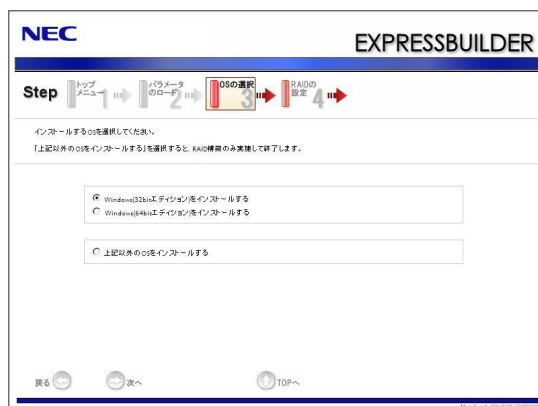 NEC
EXPRESSBUILDER
Step
トップメニュー 1
パラメータのロード 2
OSの選択 3
RAIDの設定 4
インストールするOSを選択してください。
「上記以外のOSをインストールする」を選択すると、RAID構築のみ実施して終了します。
Windows(32bitエディション)をインストールする
Windows(64bitエディション)をインストールする
上記以外のOSをインストールする
戻る
次へ
TOPへ